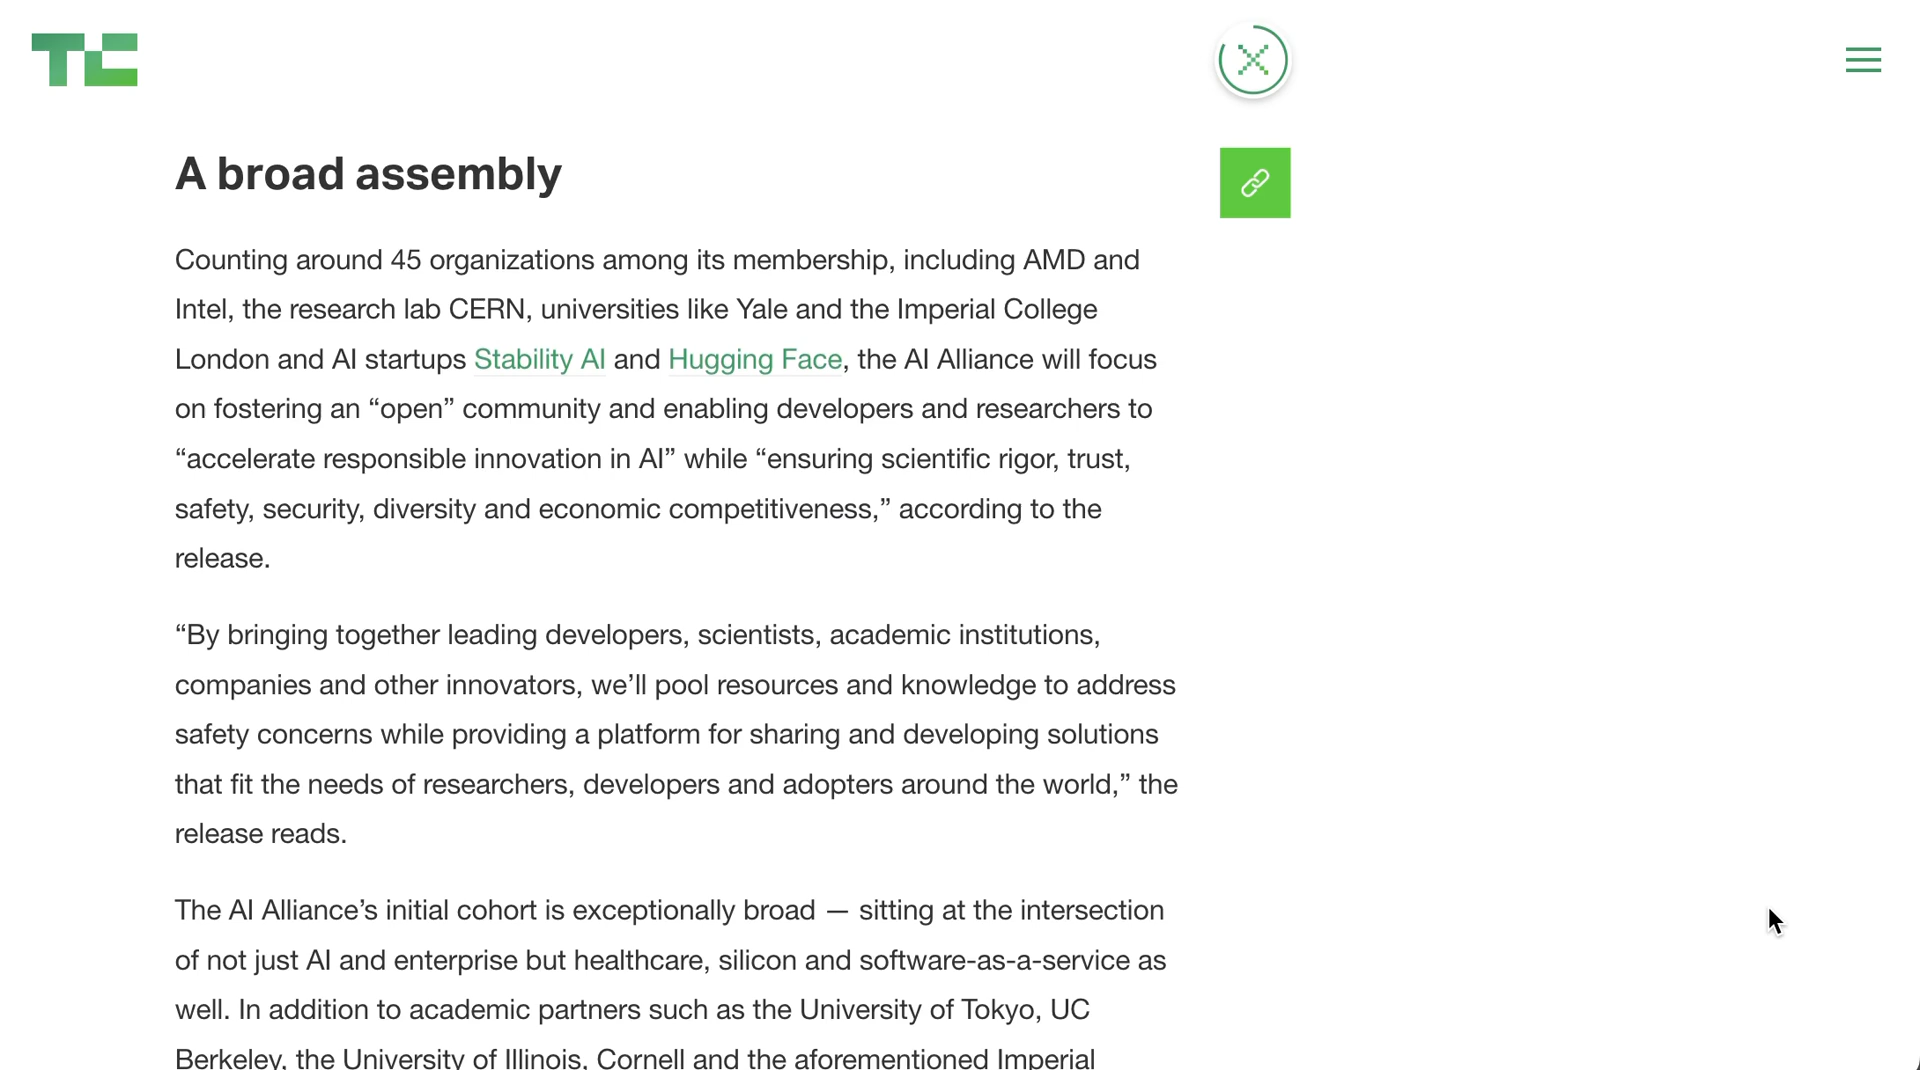 TC
A broad assembly
Counting around 45 organizations among its membership, including AMD and
Intel, the research lab CERN, universities like Yale and the Imperial College
London and AI startups Stability AI and Hugging Face, the AI Alliance will focus
on fostering an “open” community and enabling developers and researchers to
“accelerate responsible innovation in AI” while “ensuring scientific rigor, trust,
safety, security, diversity and economic competitiveness,” according to the
release.
“By bringing together leading developers, scientists, academic institutions,
companies and other innovators, we’ll pool resources and knowledge to address
safety concerns while providing a platform for sharing and developing solutions
that fit the needs of researchers, developers and adopters around the world,” the
release reads.
The AI Alliance’s initial cohort is exceptionally broad — sitting at the intersection
of not just AI and enterprise but healthcare, silicon and software-as-a-service as
well. In addition to academic partners such as the University of Tokyo, UC
Berkeley, the University of Illinois, Cornell and the aforementioned Imperial